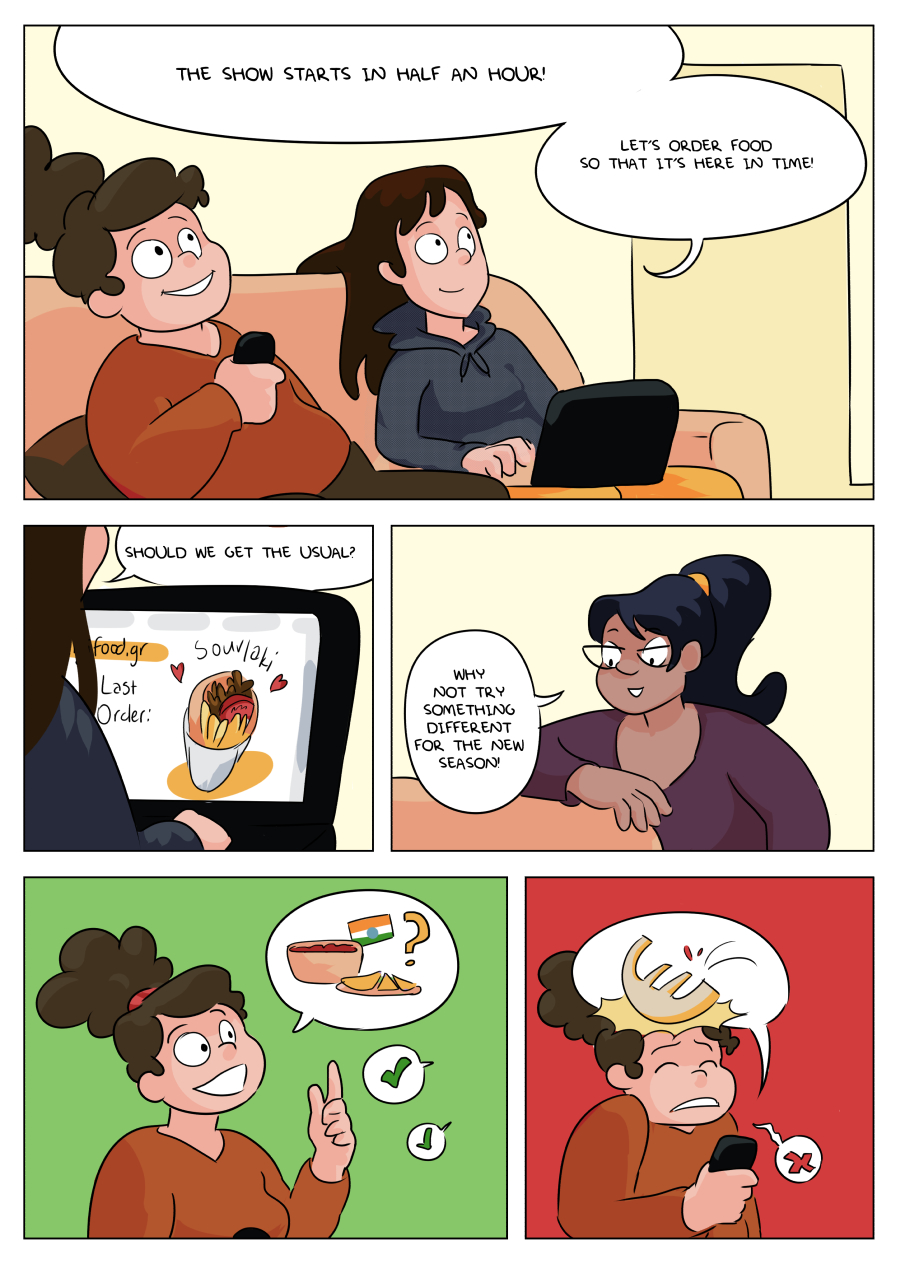 THE SHOW STARTS IN HALF AN HOUR!
LET'S ORDER FOOD
SO THAT IT'S HERE IN TIME!
SHOULD WE GET THE USUAL?
food.gr
Souvlaki
Last
Order:
WHY
NOT TRY
SOMETHING
DIFFERENT
FOR THE NEW
SEASON!
?